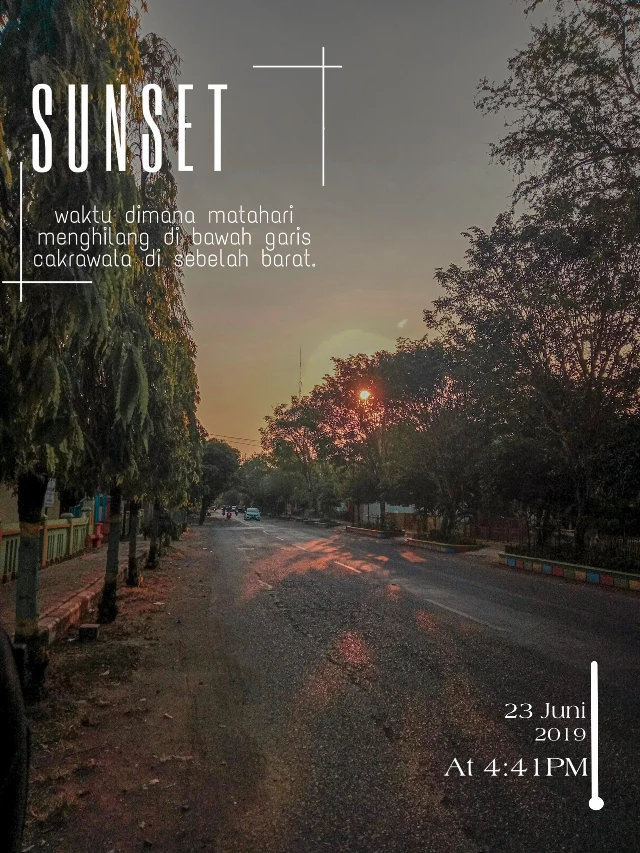 SUNSET
waktu dimana matahari
menghilang di bawah garis
cakrawala di sebelah barat.
23 Juni
2019
At 4:41PM